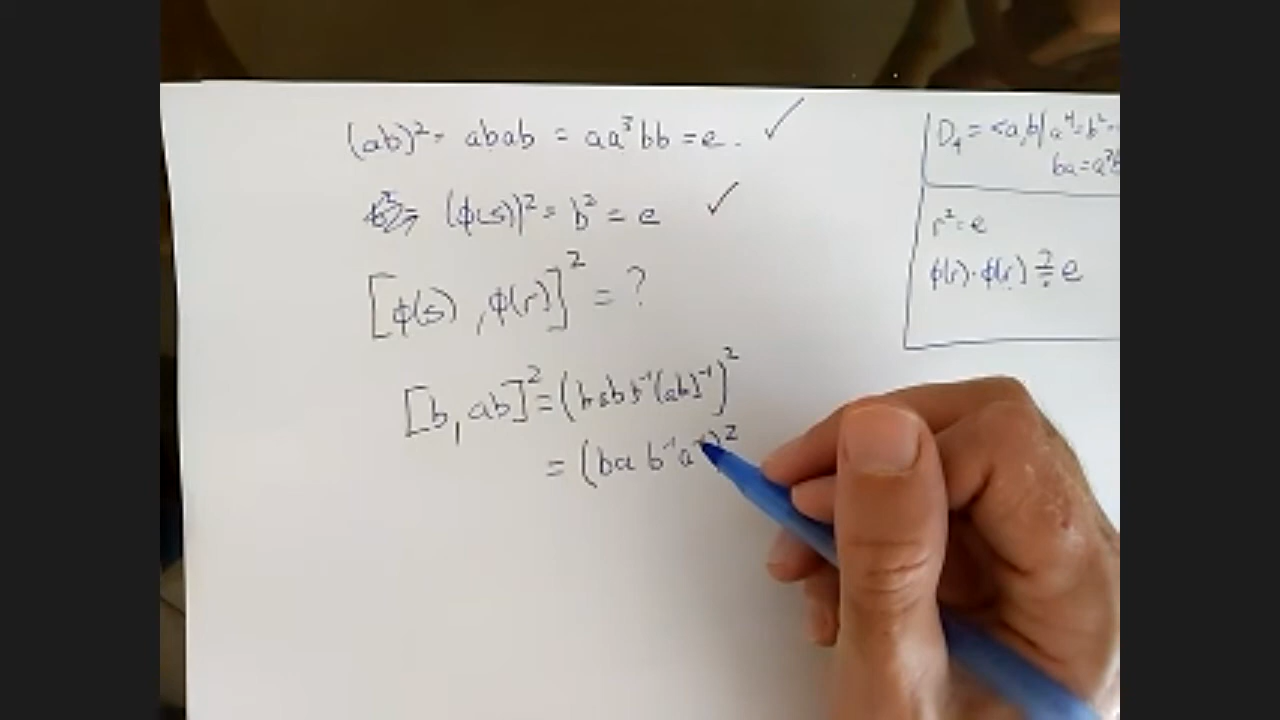 (ab)² = abab = aa³bb = e. ✓
(ϕ(s))² = b² = e ✓
[ϕ(s), ϕ(r)]² = ?
[b, ab]² = (bab b⁻¹(ab)⁻¹)²
= (ba b⁻¹a⁻¹)²
D₄ = <a, b | a⁴ = b² =
ba = a³b
r² = e
ϕ(r)·ϕ(r) ≟ e